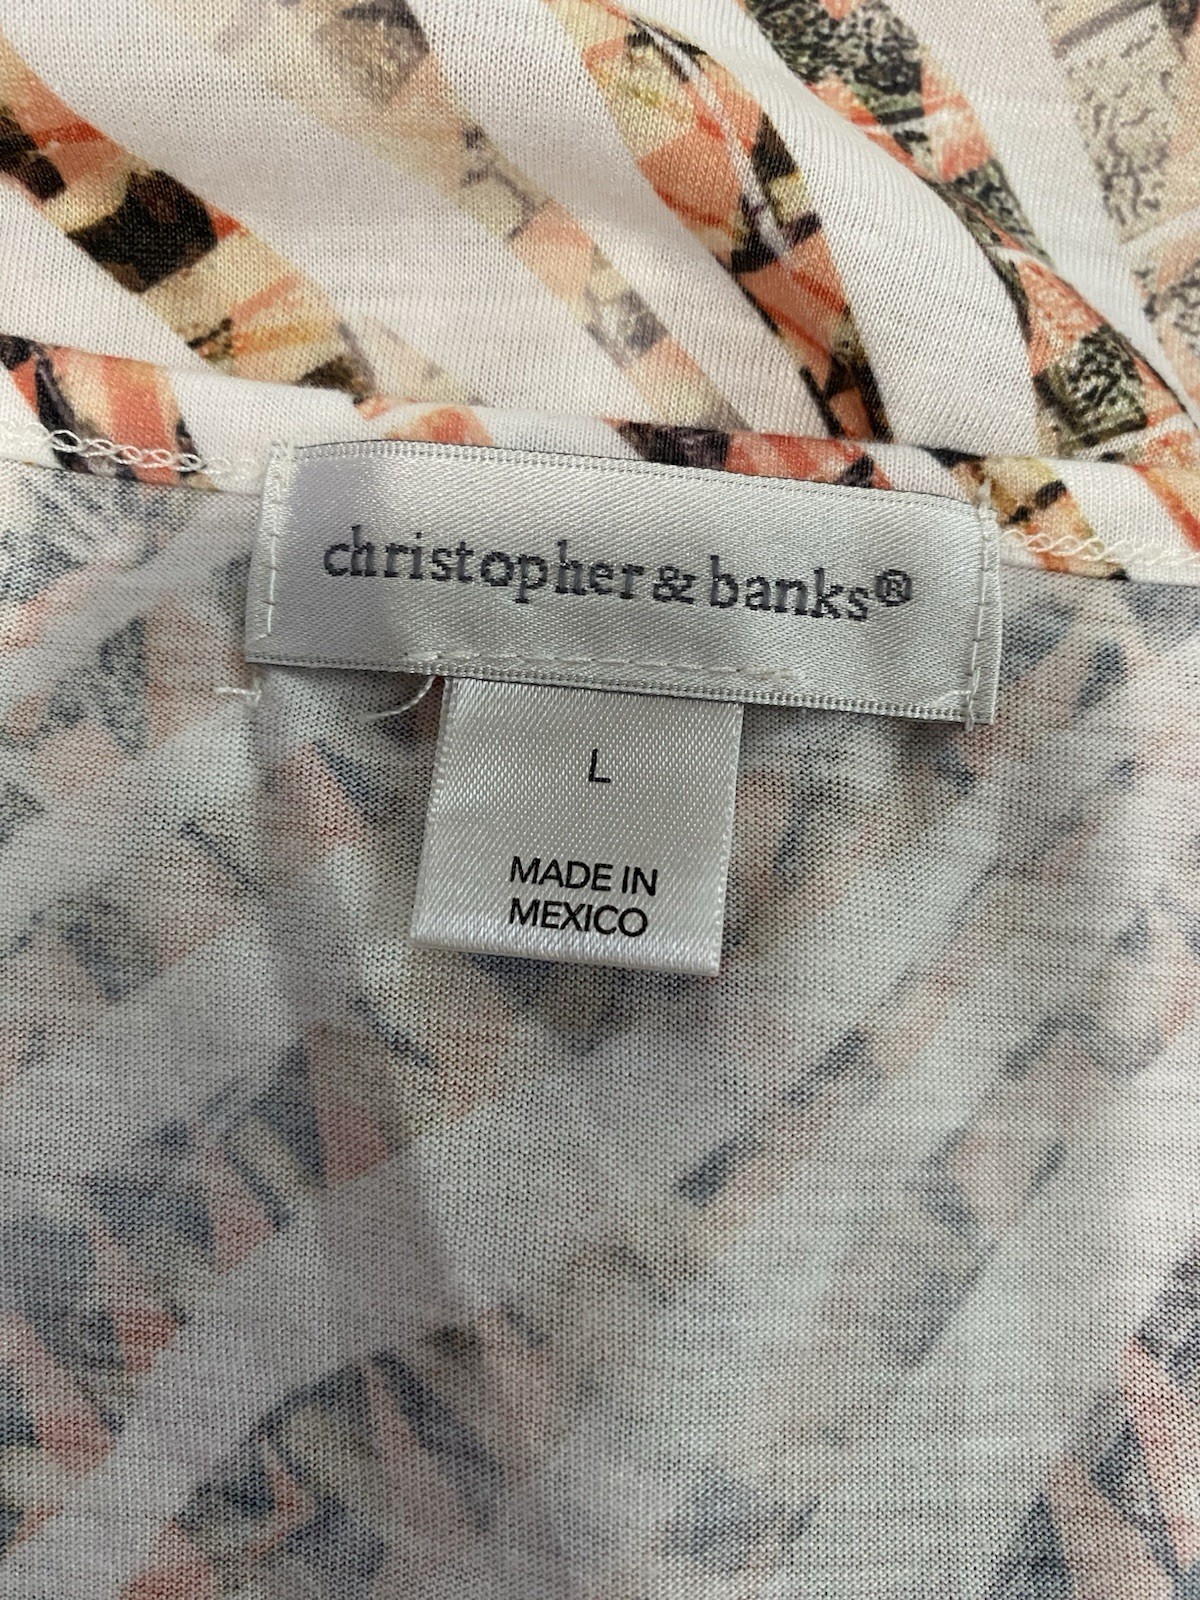 christopher & banks®
L
MADE IN
MEXICO